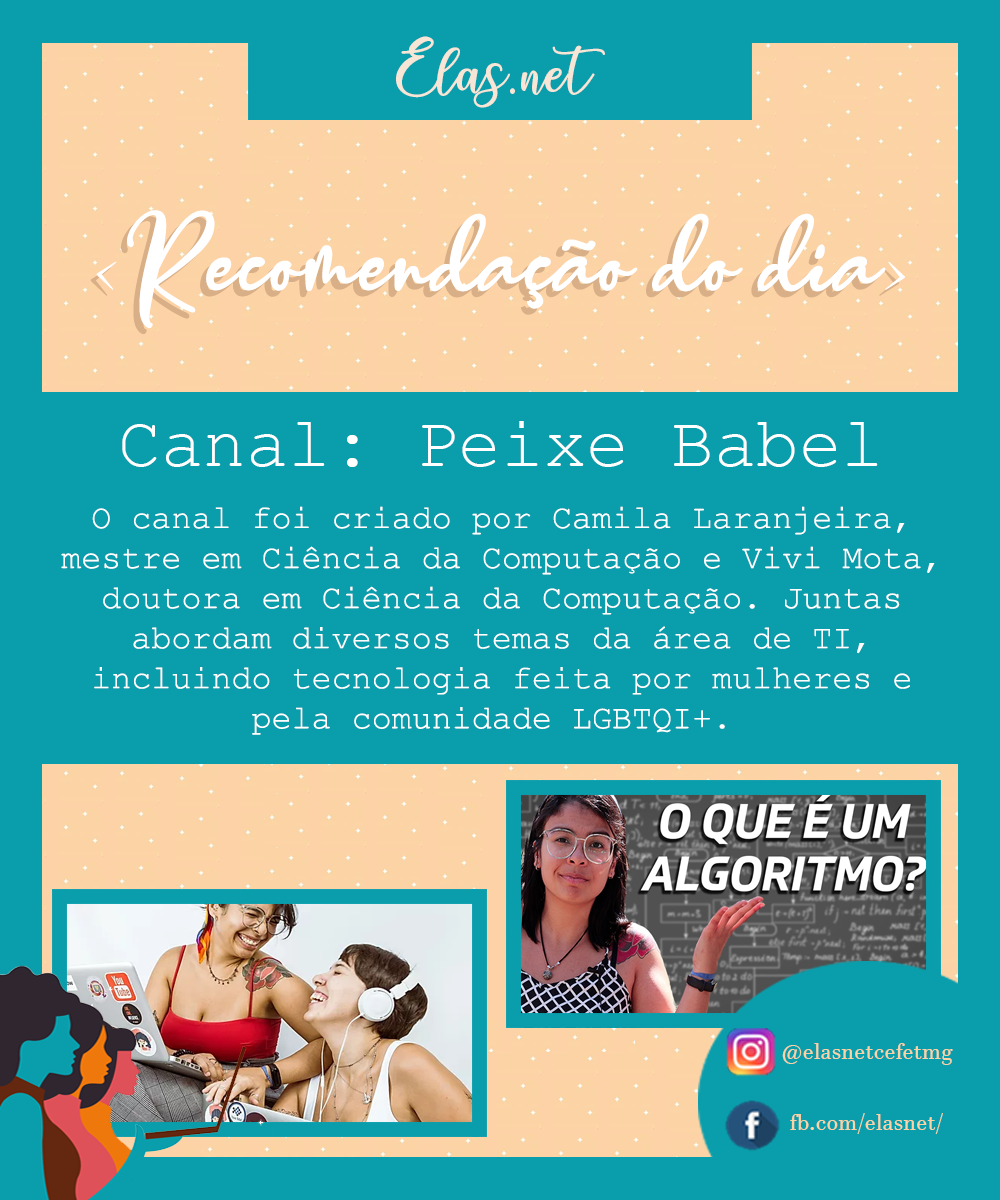 Elas.net
<Recomendação do dia>
Canal: Peixe Babel
O canal foi criado por Camila Laranjeira,
mestre em Ciência da Computação e Vivi Mota,
doutora em Ciência da Computação. Juntas
abordam diversos temas da área de TI,
incluindo tecnologia feita por mulheres e
pela comunidade LGBTQI+.
O QUE É UM
ALGORITMO?
You
Tube
@elasnetcefetmg
fb.com/elasnet/